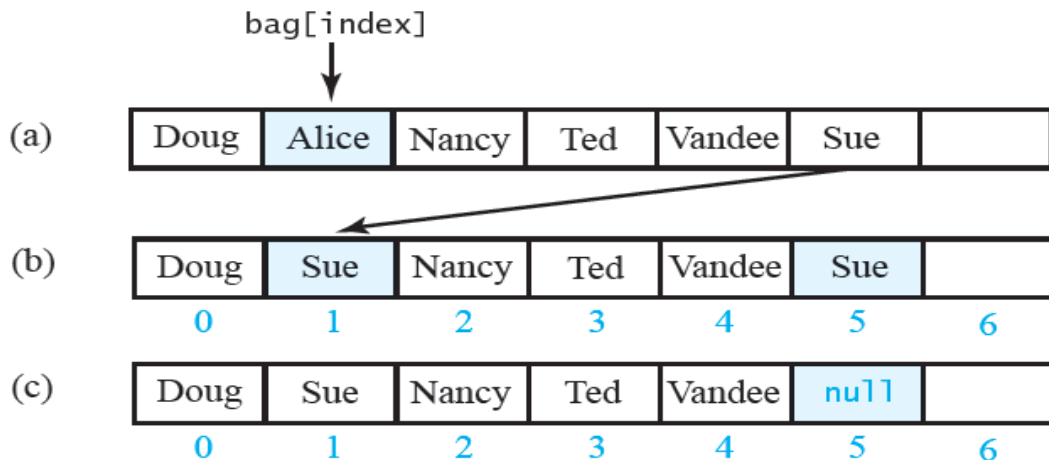 bag[index]
(a) Doug Alice Nancy Ted Vandee Sue
(b) Doug Sue Nancy Ted Vandee Sue
0 1 2 3 4 5 6
(c) Doug Sue Nancy Ted Vandee null
0 1 2 3 4 5 6